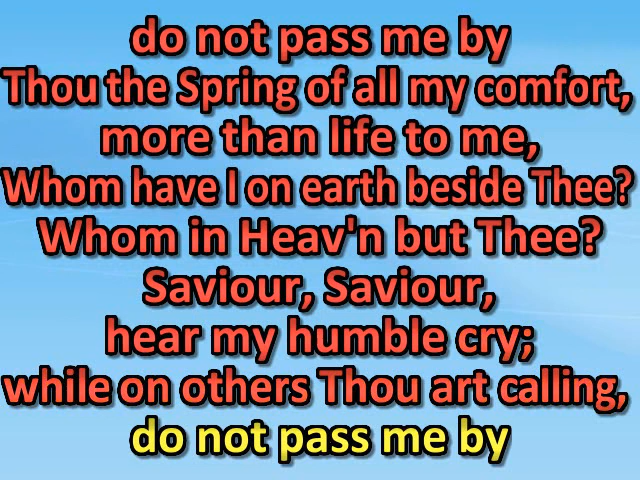 do not pass me by
Thou the Spring of all my comfort,
more than life to me,
Whom have I on earth beside Thee?
Whom in Heav'n but Thee?
Saviour, Saviour,
hear my humble cry;
while on others Thou art calling,
do not pass me by